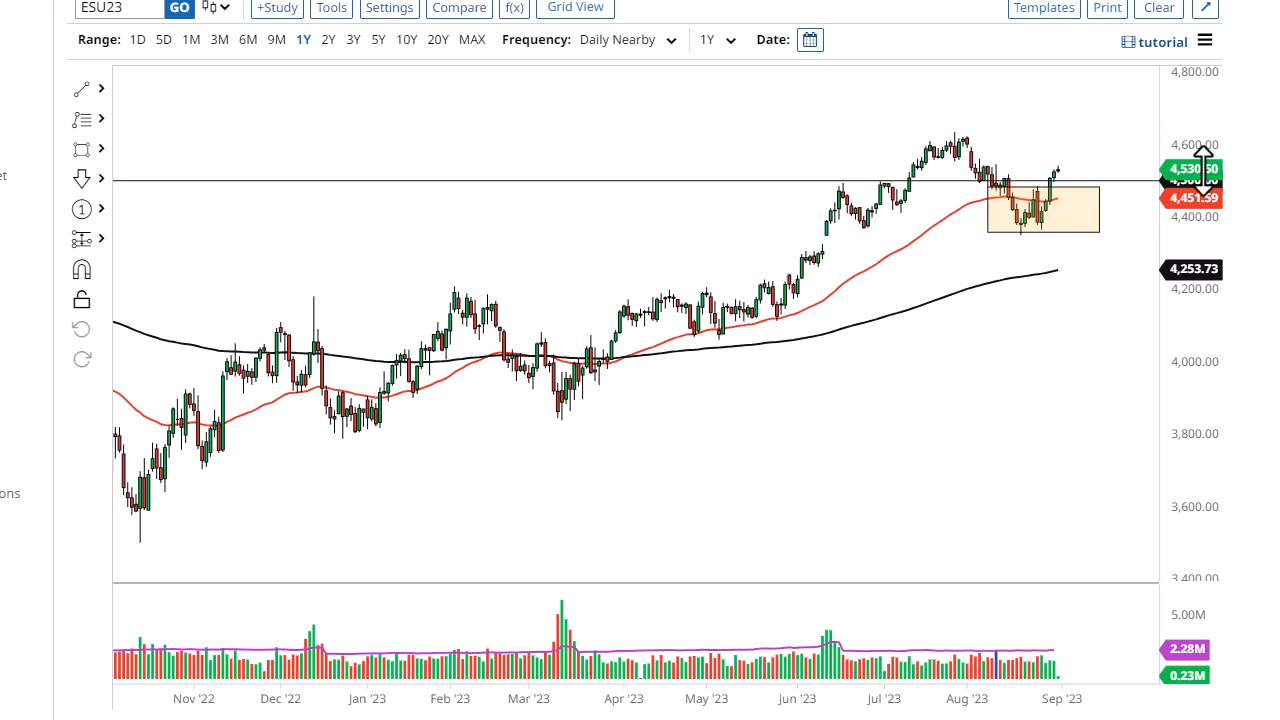 ESU23 GO +Study Tools Settings Compare f(x) Grid View Templates Print Clear
Range: 1D 5D 1M 3M 6M 9M 1Y 2Y 3Y 5Y 10Y 20Y MAX Frequency: Daily Nearby 1Y Date: tutorial
4,800.00
4,600.00
et
4,530.50
4,451.59
1
4,400.00
4,253.73
4,200.00
4,000.00
3,800.00
ons
3,600.00
3,400.00
5.00M
2.28M
0.23M
Nov '22 Dec '22 Jan '23 Feb '23 Mar '23 Apr '23 May '23 Jun '23 Jul '23 Aug '23 Sep '23